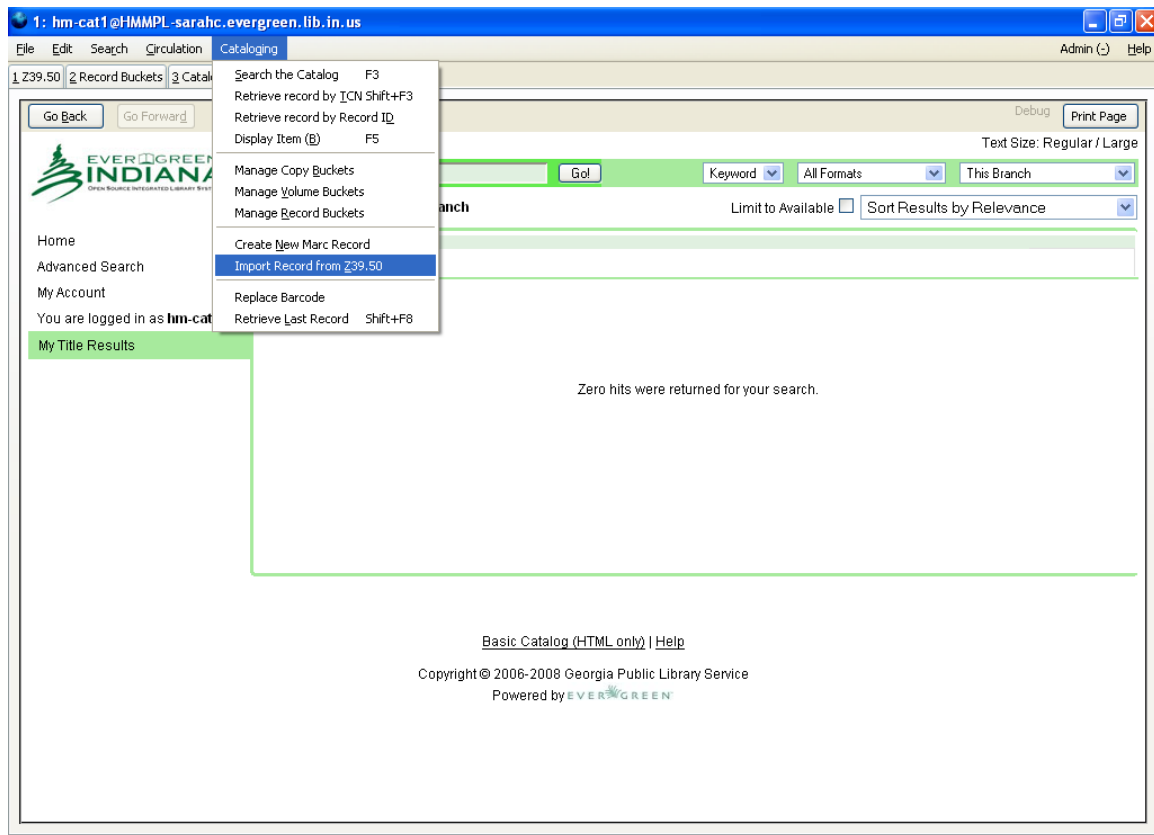 1: hm-cat1@HMMPL-sarahc.evergreen.lib.in.us
File Edit Search Circulation Cataloging Admin (-) Help
1 Z39.50 2 Record Buckets 3
Search the Catalog F3
Retrieve record by TCN Shift+F3
Retrieve record by Record ID
Display Item (B) F5
Manage Copy Buckets
Manage Volume Buckets
Manage Record Buckets
Create New Marc Record
Import Record from Z39.50
Replace Barcode
Retrieve Last Record Shift+F8
Go Back Go Forward Debug Print Page
Text Size: Regular / Large
EVERGREEN
INDIANA
OPEN SOURCE INTEGRATED LIBRARY
Go! Keyword All Formats This Branch
Limit to Available Sort Results by Relevance
Home
Advanced Search
My Account
You are logged in as hm-cat
My Title Results
Zero hits were returned for your search.
Basic Catalog (HTML only) | Help
Copyright © 2006-2008 Georgia Public Library Service
Powered by EVERGREEN